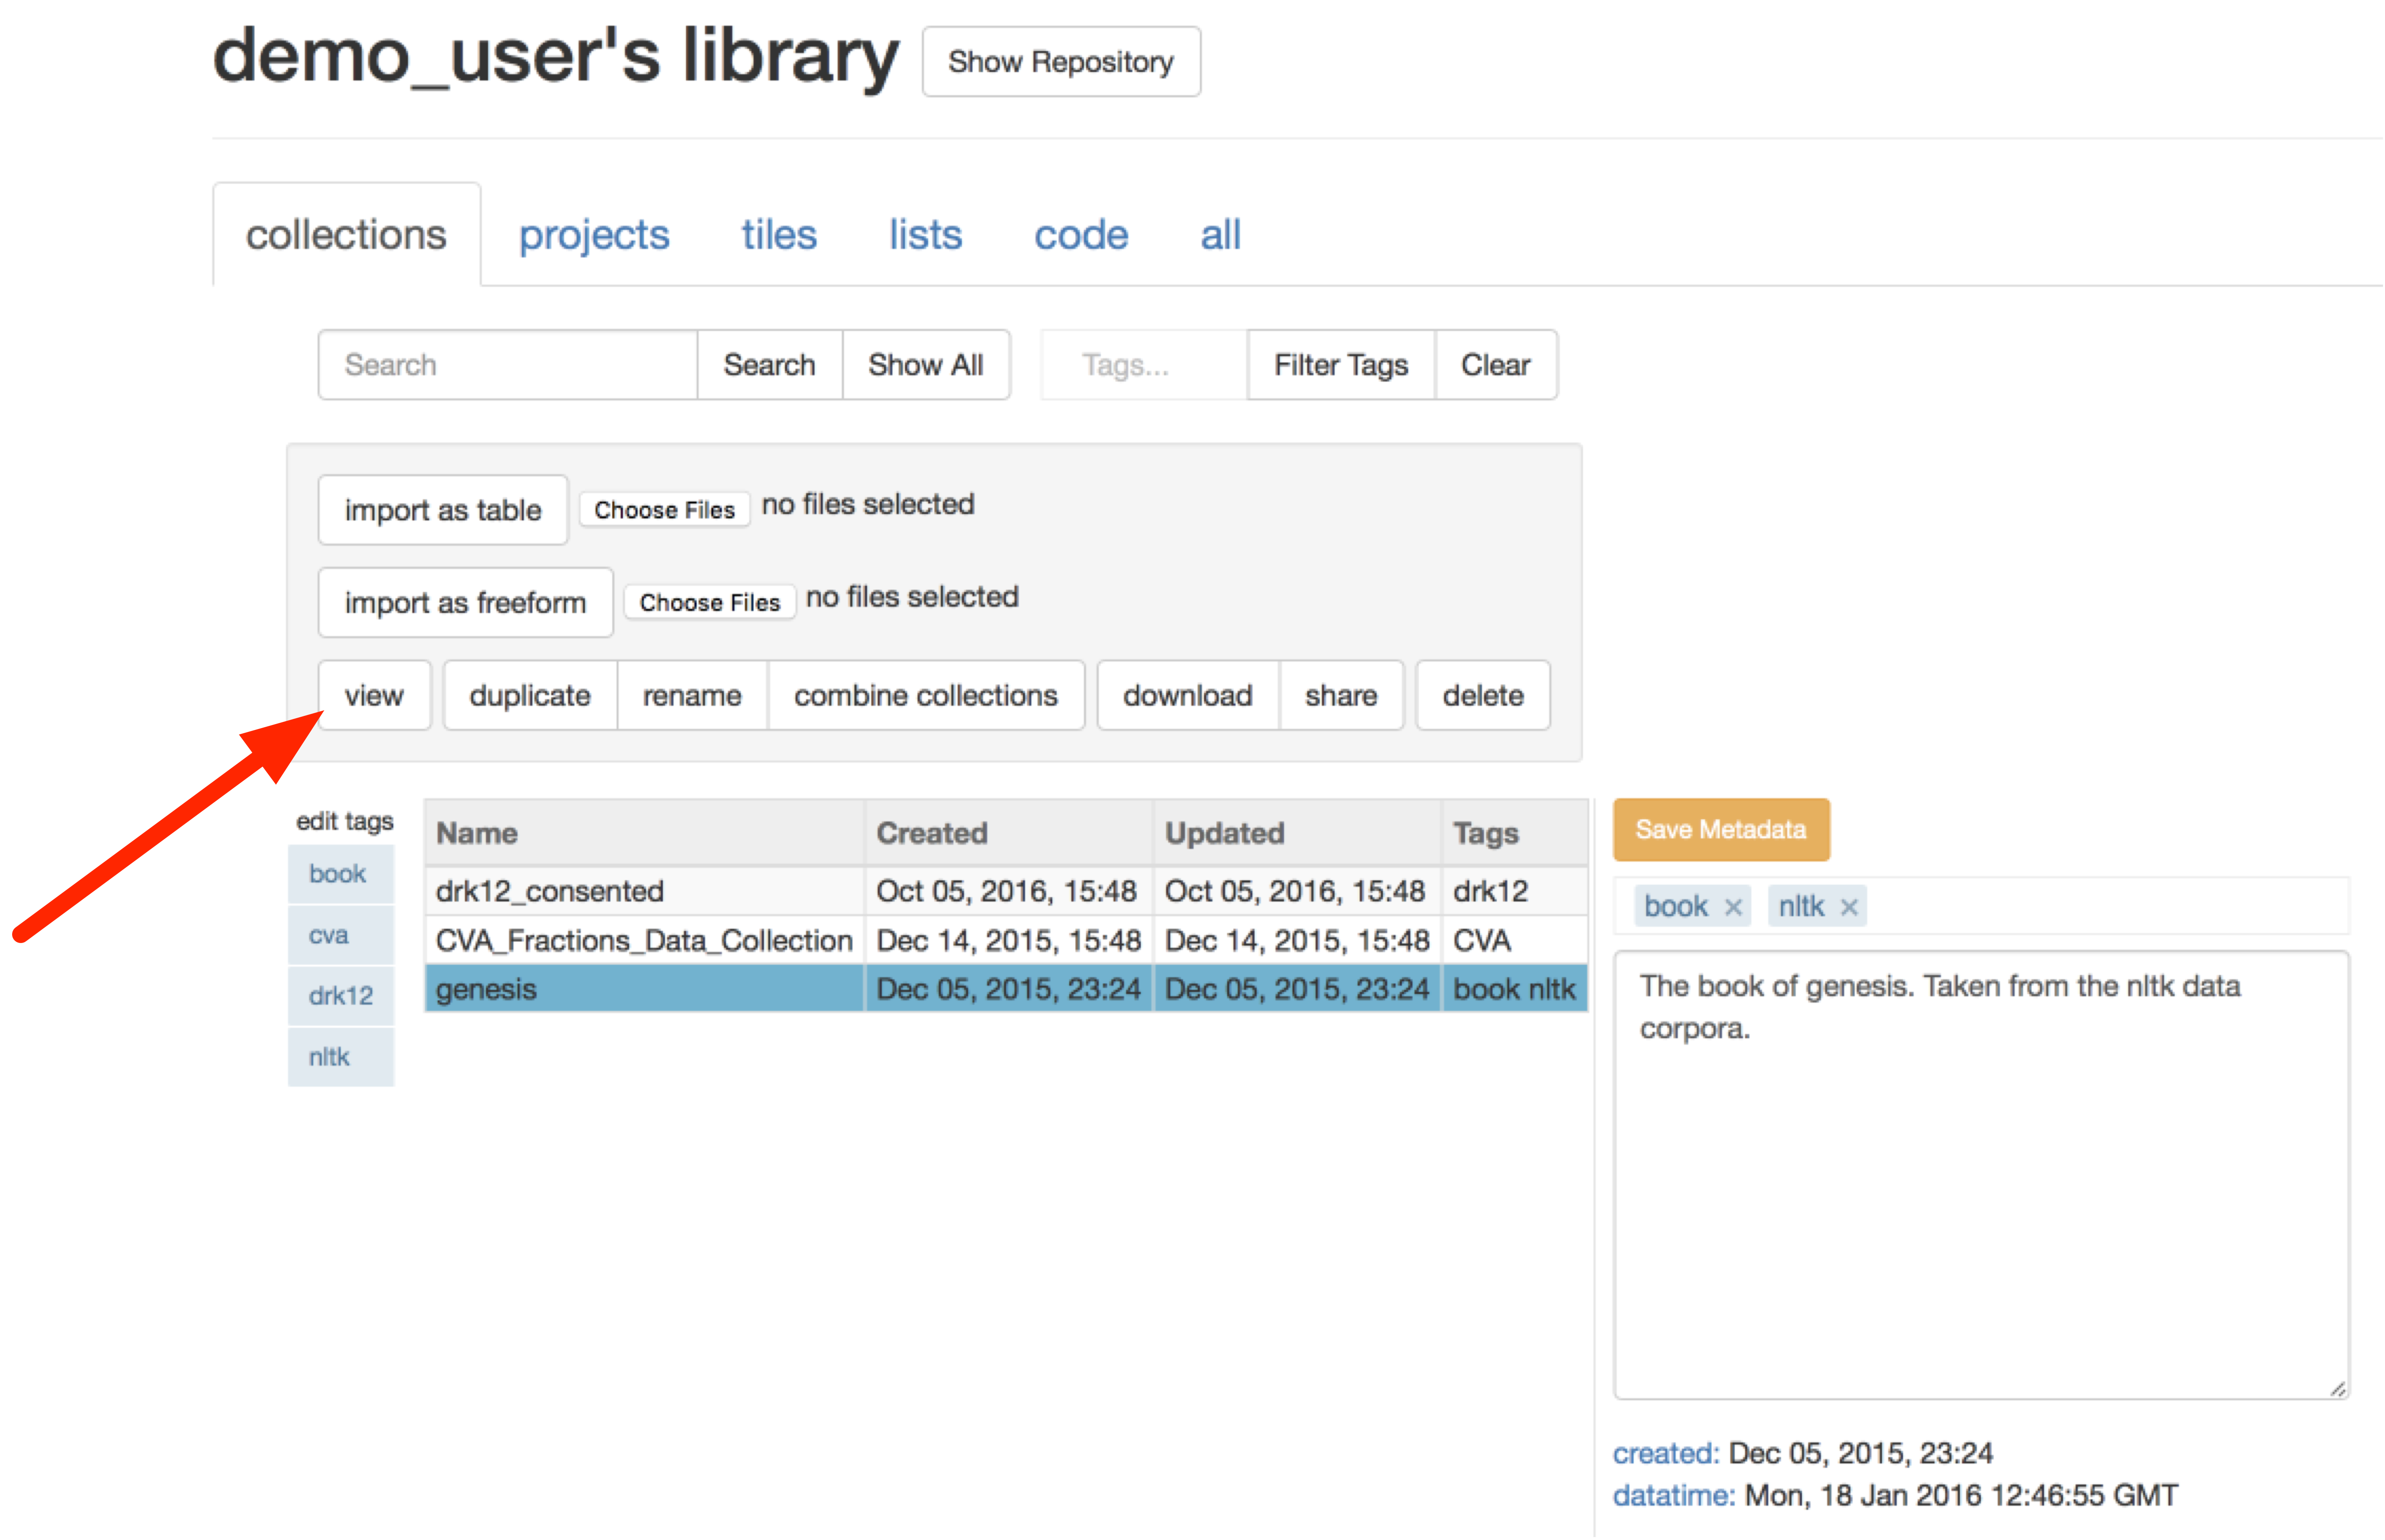 demo_user's library Show Repository
collections projects tiles lists code all
Search Search Show All Tags... Filter Tags Clear
import as table Choose Files no files selected
import as freeform Choose Files no files selected
view duplicate rename combine collections download share delete
edit tags
book
cva
drk12
nltk
Name Created Updated Tags
drk12_consented Oct 05, 2016, 15:48 Oct 05, 2016, 15:48 drk12
CVA_Fractions_Data_Collection Dec 14, 2015, 15:48 Dec 14, 2015, 15:48 CVA
genesis Dec 05, 2015, 23:24 Dec 05, 2015, 23:24 book nltk
Save Metadata
book × nltk ×
The book of genesis. Taken from the nltk data
corpora.
created: Dec 05, 2015, 23:24
datatime: Mon, 18 Jan 2016 12:46:55 GMT